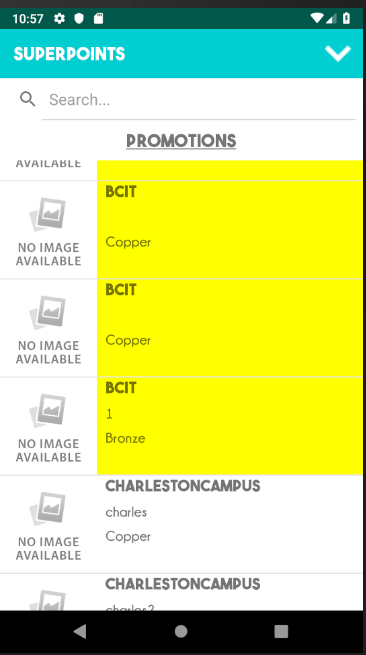 10:57
SUPERPOINTS
Search...
PROMOTIONS
AVAILABLE
BCIT
Copper
NO IMAGE
AVAILABLE
BCIT
Copper
NO IMAGE
AVAILABLE
BCIT
1
Bronze
NO IMAGE
AVAILABLE
CHARLESTONCAMPUS
charles
Copper
NO IMAGE
AVAILABLE
CHARLESTONCAMPUS
charles2